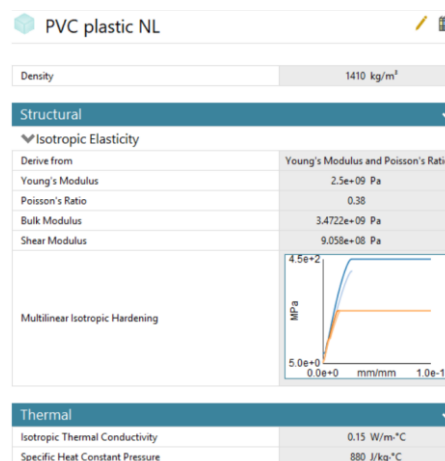 PVC plastic NL
Density 1410 kg/m³
Structural
Isotropic Elasticity
Derive from Young's Modulus and Poisson's Ratio
Young's Modulus 2.5e+09 Pa
Poisson's Ratio 0.38
Bulk Modulus 3.4722e+09 Pa
Shear Modulus 9.058e+08 Pa
4.5e+2
MPa
Multilinear Isotropic Hardening
5.0e+0
0.0e+0 mm/mm 1.0e-1
Thermal
Isotropic Thermal Conductivity 0.15 W/m·°C
Specific Heat Constant Pressure 880 J/kg·°C